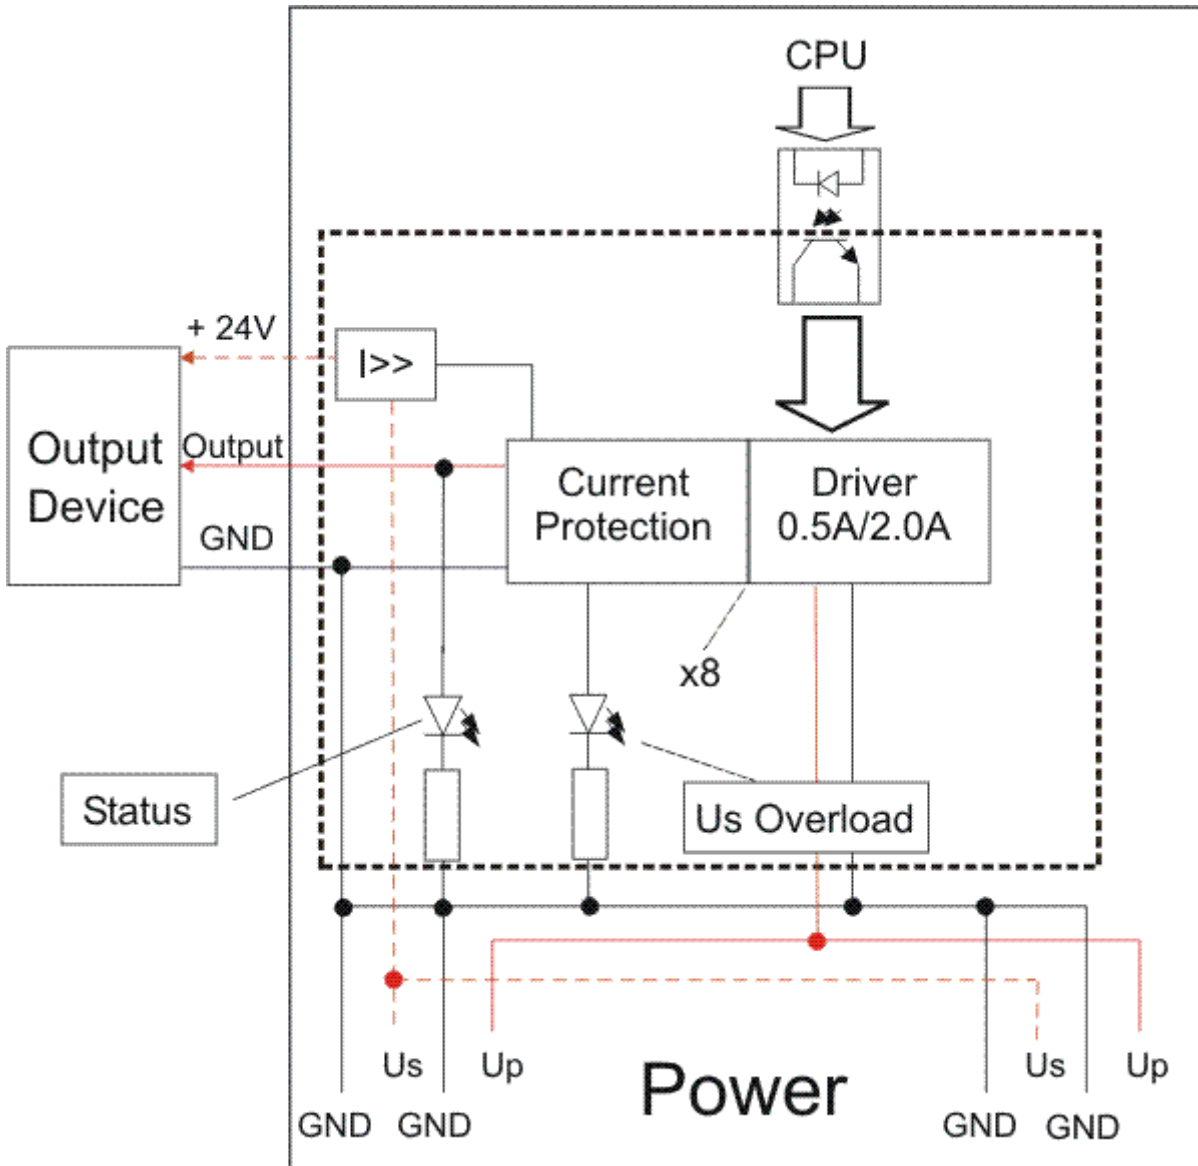 CPU
+ 24V
I>>
Output
Device
Output
GND
Current
Protection
Driver
0.5A/2.0A
x8
Status
Us Overload
Us
Up
Power
Us
Up
GND
GND
GND
GND